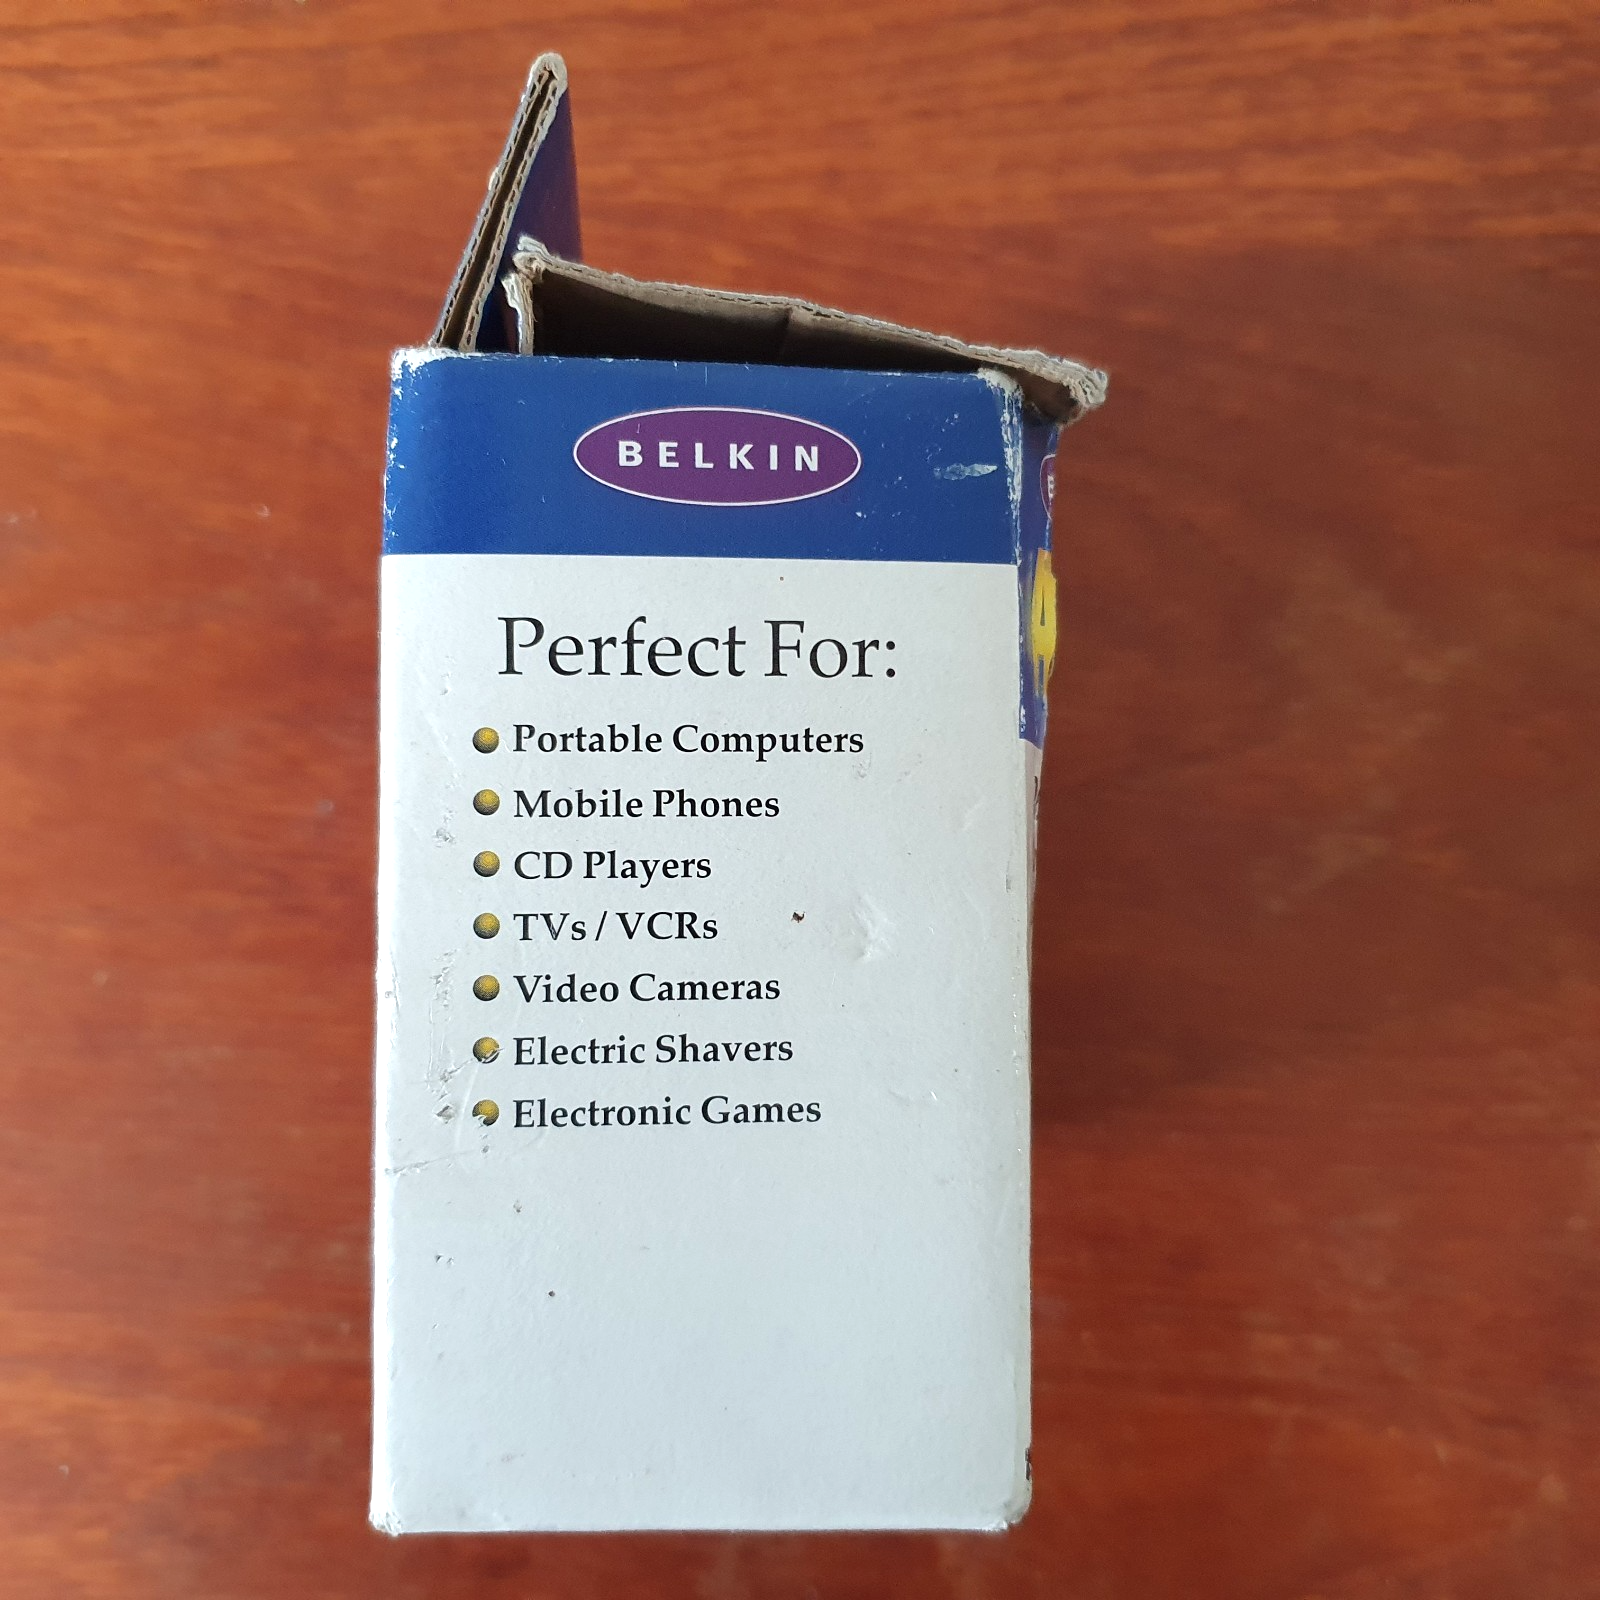 BELKIN
Perfect For:
Portable Computers
Mobile Phones
CD Players
TVs / VCRs
Video Cameras
Electric Shavers
Electronic Games